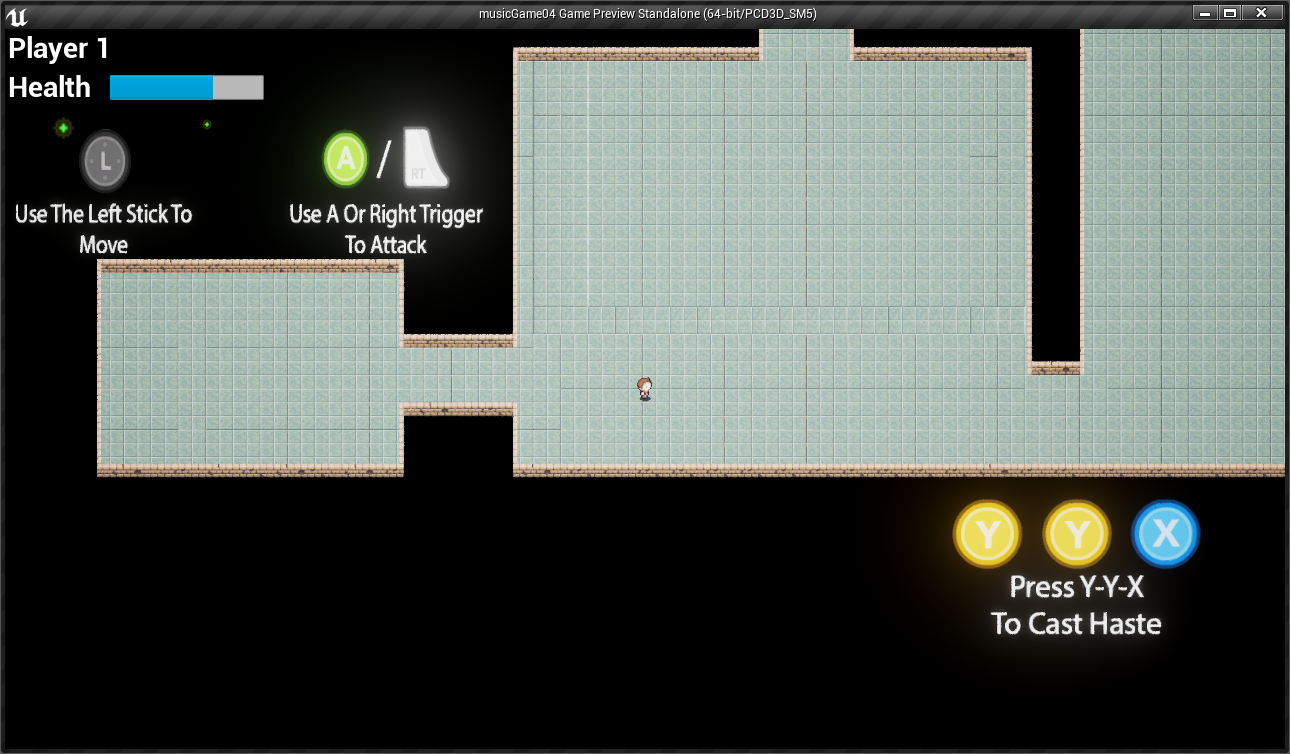 musicGame04 Game Preview Standalone (64-bit/PCD3D_SM5)
Player 1
Health
L
A / RT
Use The Left Stick To
Move
Use A Or Right Trigger
To Attack
Y Y X
Press Y-Y-X
To Cast Haste